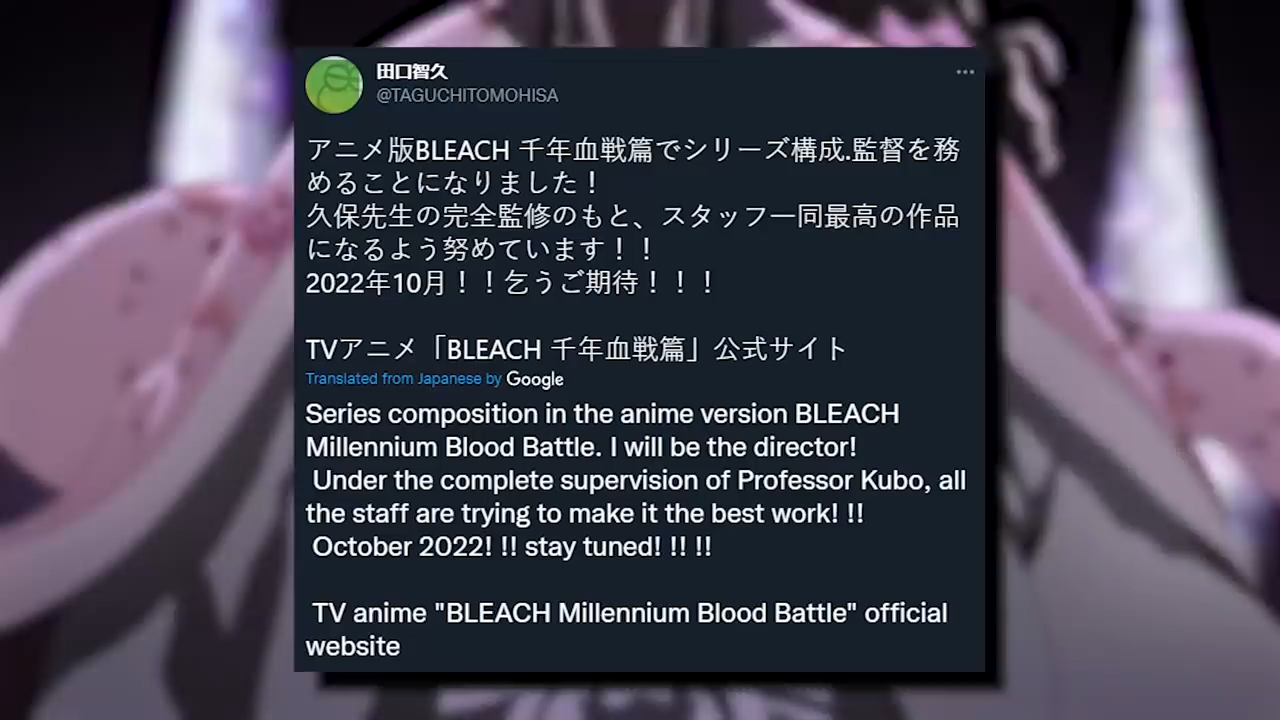 田口智久
@TAGUCHITOMOHISA
アニメ版BLEACH 千年血戦篇でシリーズ構成.監督を務
めることになりました！
久保先生の完全監修のもと、スタッフ一同最高の作品
になるよう努めています！！
2022年10月！！乞うご期待！！！
TVアニメ「BLEACH 千年血戦篇」公式サイト
Translated from Japanese by Google
Series composition in the anime version BLEACH
Millennium Blood Battle. I will be the director!
Under the complete supervision of Professor Kubo, all
the staff are trying to make it the best work! !!
October 2022! !! stay tuned! !! !!
TV anime "BLEACH Millennium Blood Battle" official
website